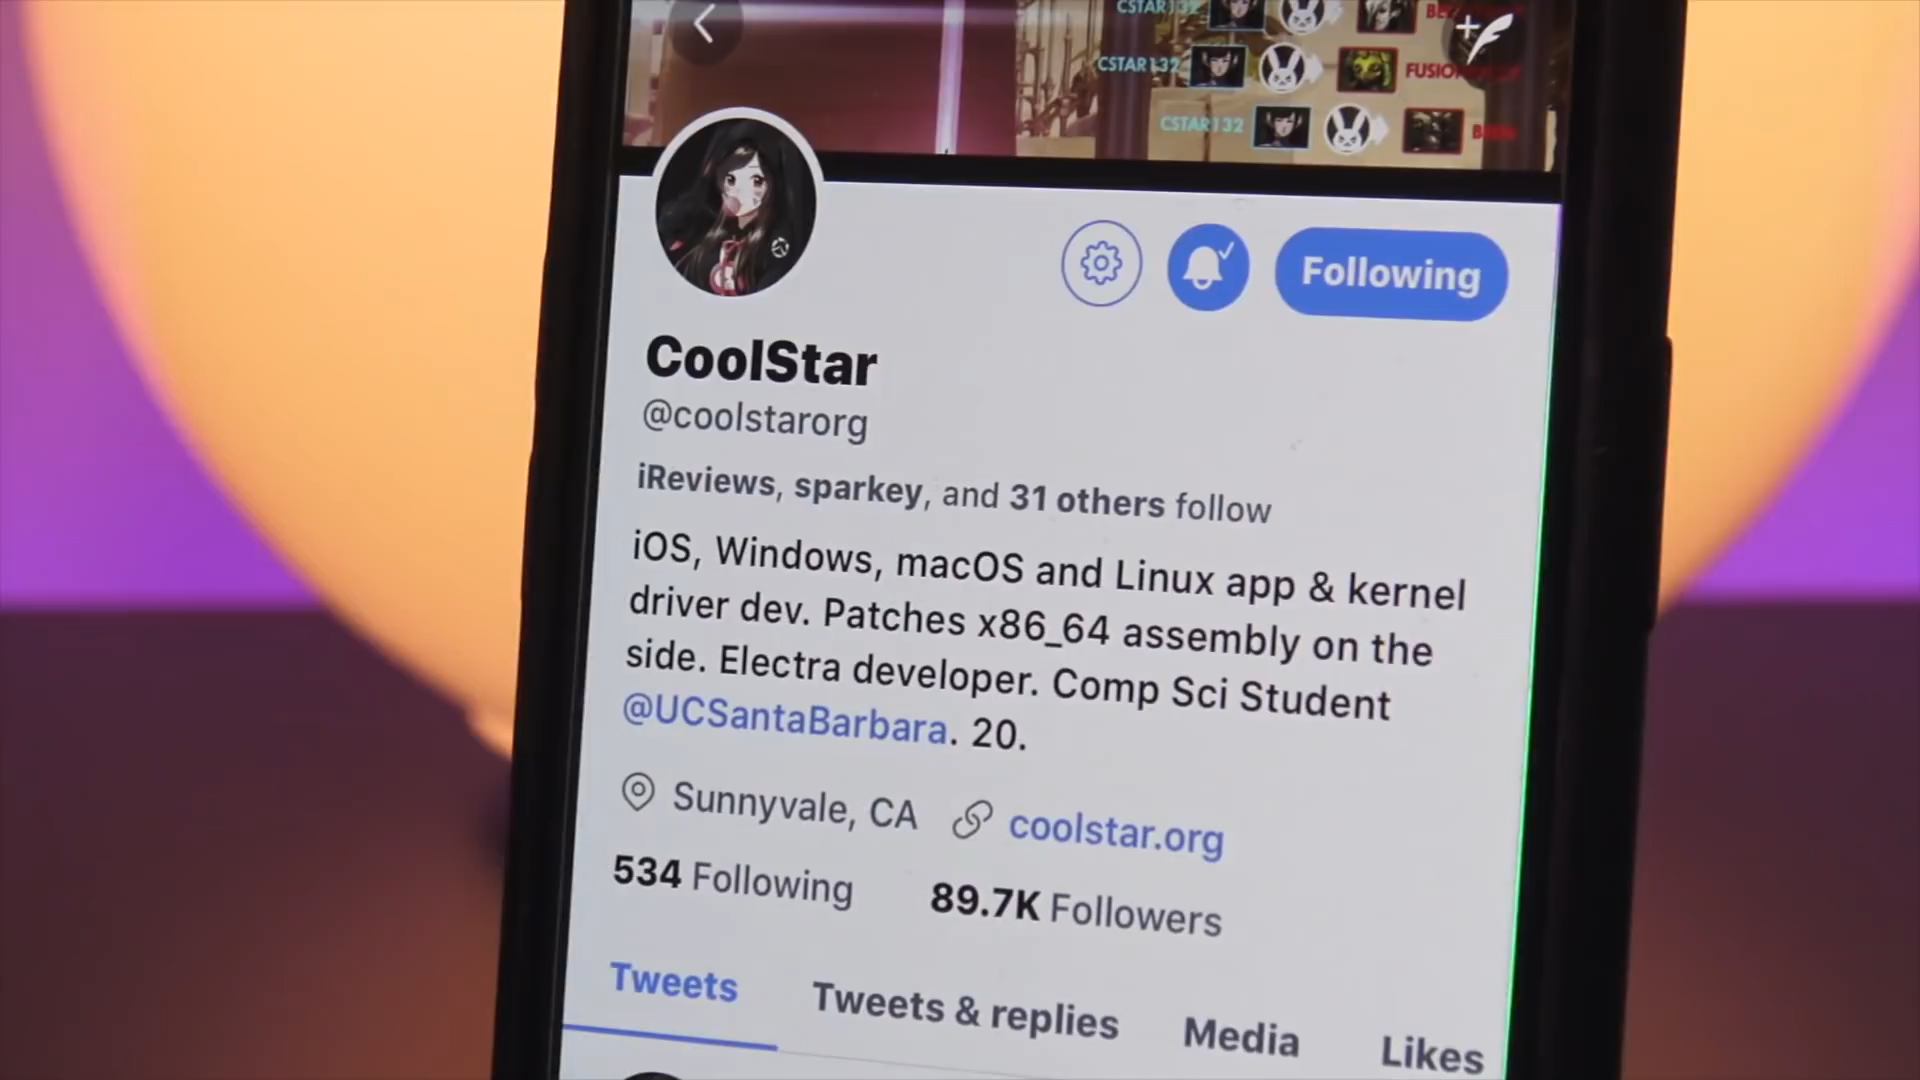 CSTAR132
CSTAR132
CSTAR132
Following
CoolStar
@coolstarorg
iReviews, sparkey, and 31 others follow
iOS, Windows, macOS and Linux app & kernel
driver dev. Patches x86_64 assembly on the
side. Electra developer. Comp Sci Student
@UCSantaBarbara. 20.
Sunnyvale, CA coolstar.org
534 Following 89.7K Followers
Tweets Tweets & replies Media Likes